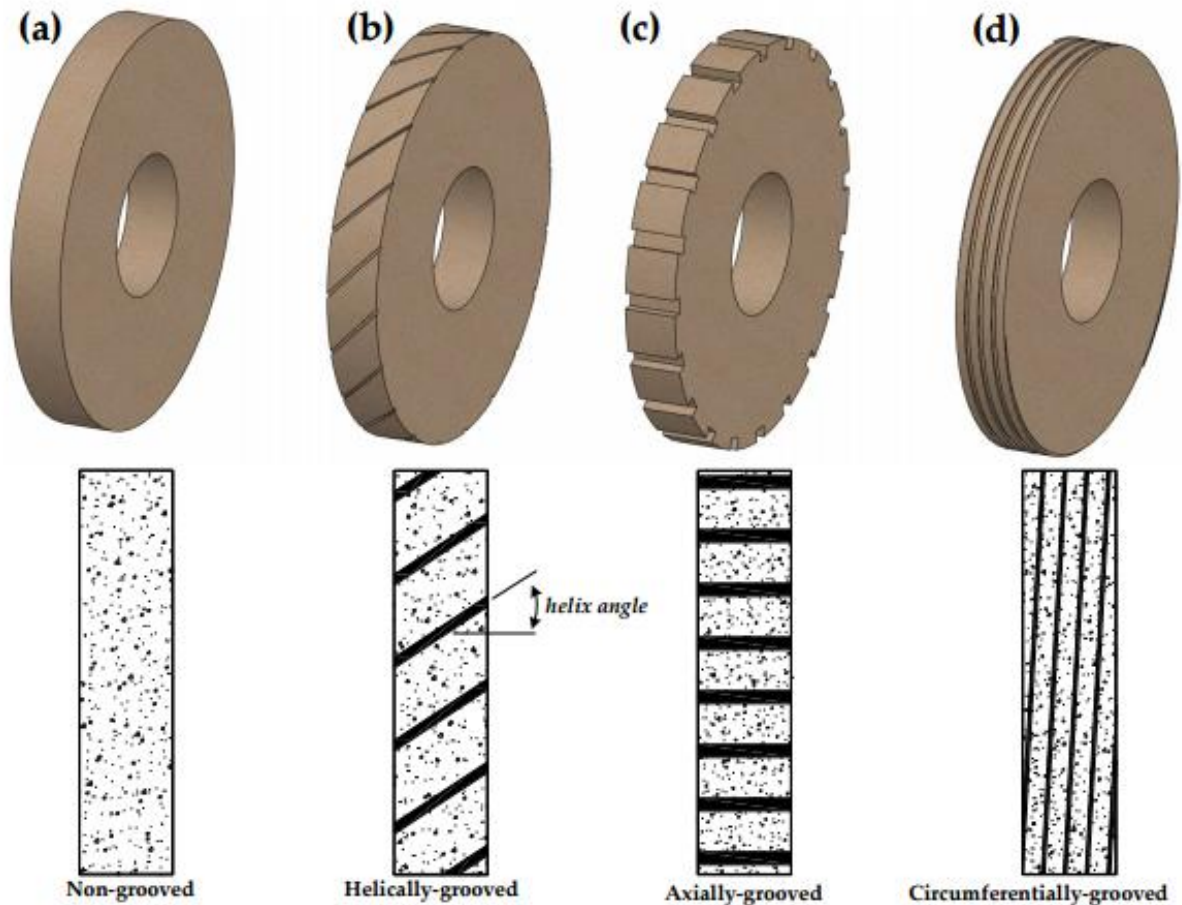 (a)
(b)
(c)
(d)
helix angle
Non-grooved
Helically-grooved
Axially-grooved
Circumferentially-grooved